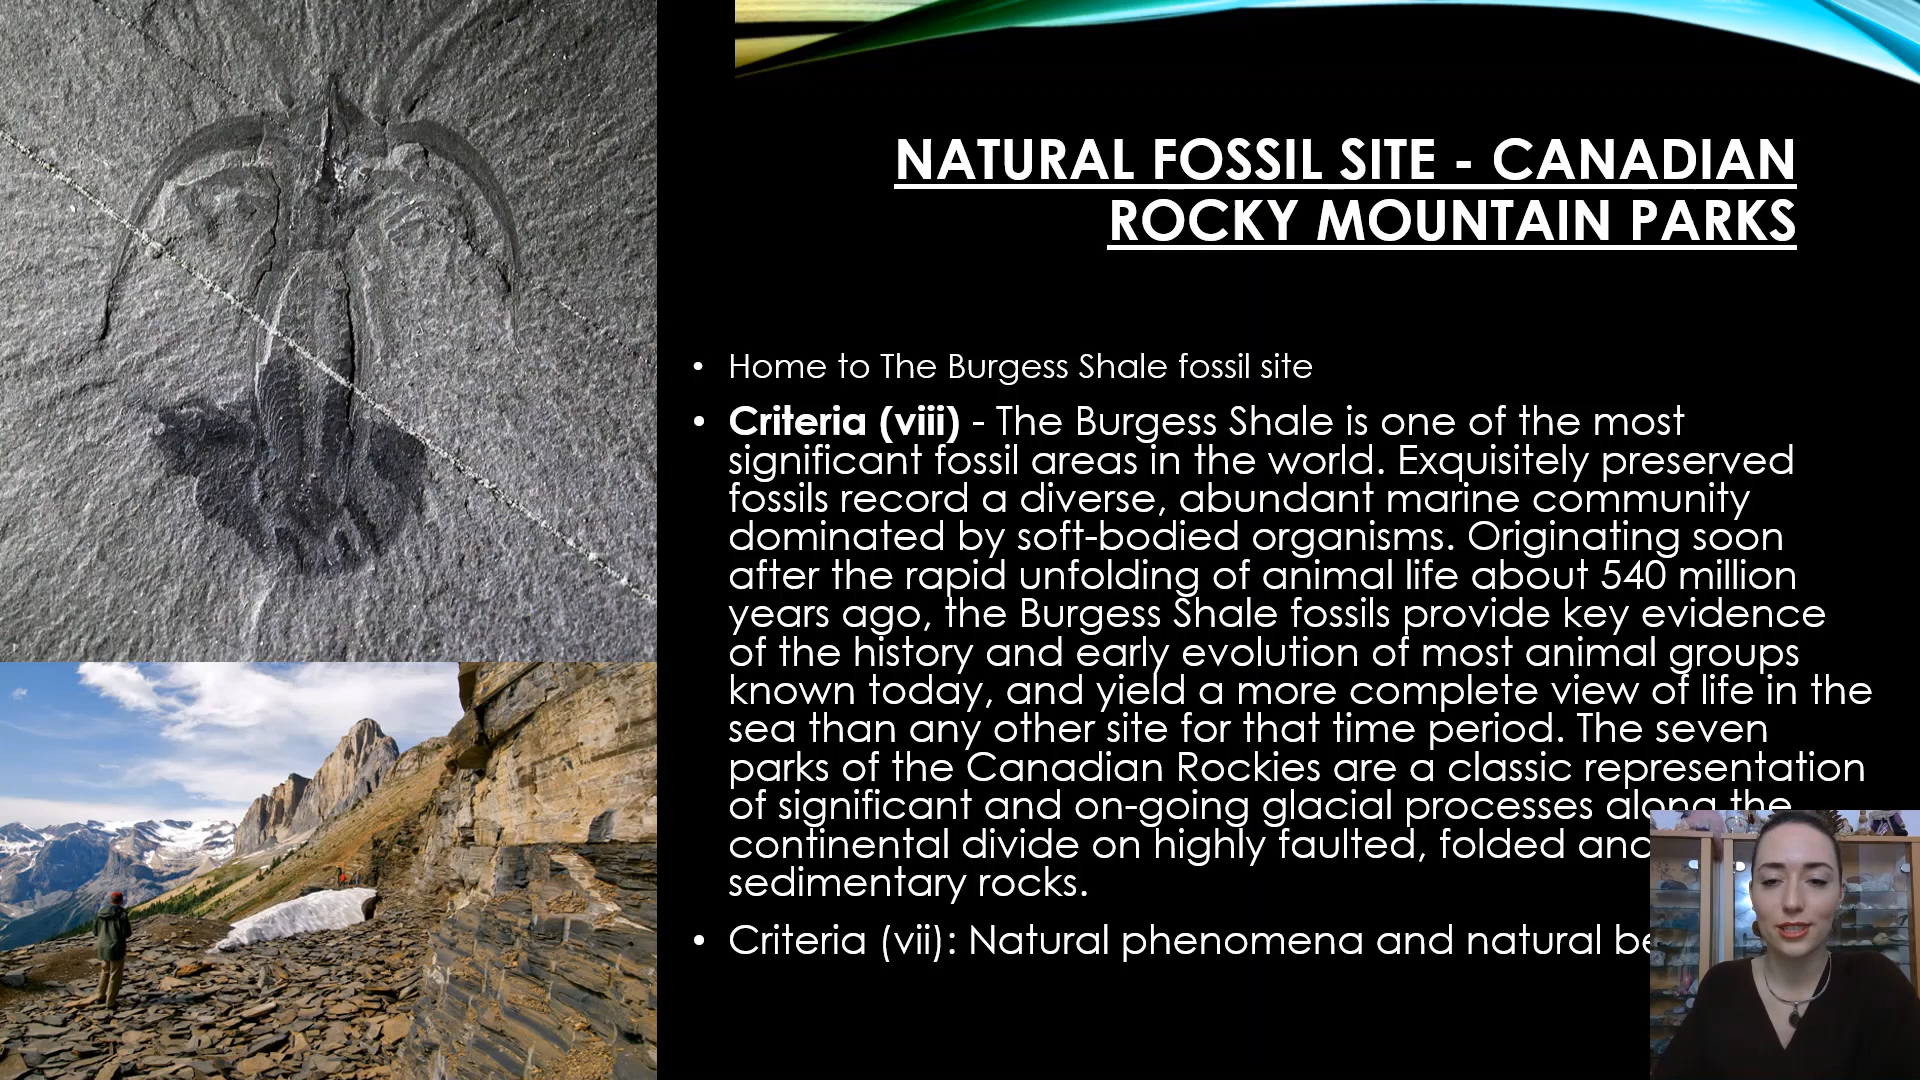 NATURAL FOSSIL SITE - CANADIAN
ROCKY MOUNTAIN PARKS
• Home to The Burgess Shale fossil site
• Criteria (viii) - The Burgess Shale is one of the most
significant fossil areas in the world. Exquisitely preserved
fossils record a diverse, abundant marine community
dominated by soft-bodied organisms. Originating soon
after the rapid unfolding of animal life about 540 million
years ago, the Burgess Shale fossils provide key evidence
of the history and early evolution of most animal groups
known today, and yield a more complete view of life in the
sea than any other site for that time period. The seven
parks of the Canadian Rockies are a classic representation
of significant and on-going glacial processes along the
continental divide on highly faulted, folded and
sedimentary rocks.
• Criteria (vii): Natural phenomena and natural